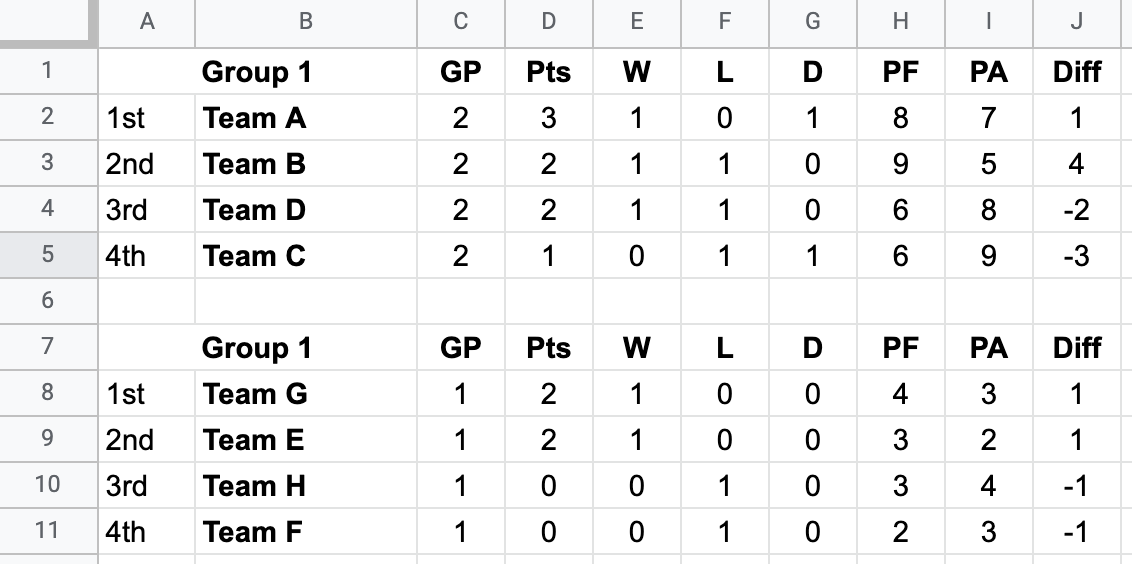 A B C D E F G H I J
1 Group 1 GP Pts W L D PF PA Diff
2 1st Team A 2 3 1 0 1 8 7 1
3 2nd Team B 2 2 1 1 0 9 5 4
4 3rd Team D 2 2 1 1 0 6 8 -2
5 4th Team C 2 1 0 1 1 6 9 -3
6
7 Group 1 GP Pts W L D PF PA Diff
8 1st Team G 1 2 1 0 0 4 3 1
9 2nd Team E 1 2 1 0 0 3 2 1
10 3rd Team H 1 0 0 1 0 3 4 -1
11 4th Team F 1 0 0 1 0 2 3 -1